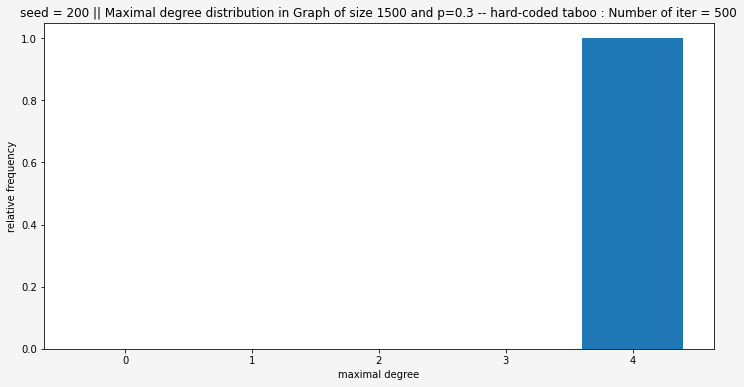 seed = 200 || Maximal degree distribution in Graph of size 1500 and p=0.3 -- hard-coded taboo : Number of iter = 500
1.0
0.8
0.6
0.4
0.2
0.0
relative frequency
0 1 2 3 4
maximal degree